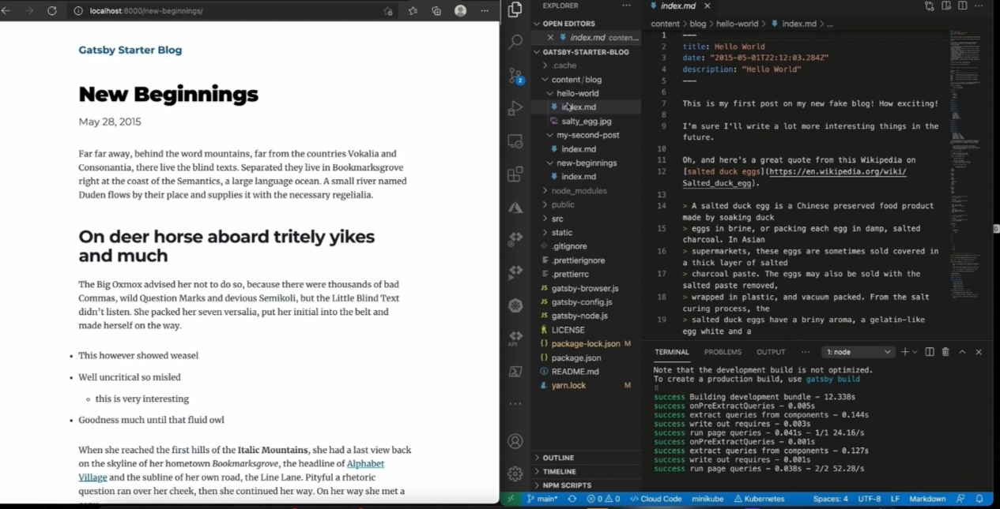 localhost:8000/new-beginnings/
Gatsby Starter Blog
New Beginnings
May 28, 2015
Far far away, behind the word mountains, far from the countries Vokalia and
Consonantia, there live the blind texts. Separated they live in Bookmarksgrove
right at the coast of the Semantics, a large language ocean. A small river named
Duden flows by their place and supplies it with the necessary regelialia.
On deer horse aboard tritely yikes
and much
The Big Oxmox advised her not to do so, because there were thousands of bad
Commas, wild Question Marks and devious Semikoli, but the Little Blind Text
didn't listen. She packed her seven versalia, put her initial into the belt and
made herself on the way.
• This however showed weasel
• Well uncritical so misled
◦ this is very interesting
• Goodness much until that fluid owl
When she reached the first hills of the Italic Mountains, she had a last view back
on the skyline of her hometown Bookmarksgrove, the headline of Alphabet
Village and the subline of her own road, the Line Lane. Pityful a rhetoric
question ran over her cheek, then she continued her way. On her way she met a
2
API
EXPLORER
OPEN EDITORS
index.md conten...
GATSBY-STARTER-BLOG
.cache
content/blog
hello-world
index.md
salty_egg.jpg
my-second-post
index.md
new-beginnings
index.md
node_modules
public
src
static
.gitignore
.prettierignore
.prettierrc
JS gatsby-browser.js
JS gatsby-config.js
JS gatsby-node.js
LICENSE
{} package-lock.json M
{} package.json
README.md
yarn.lock M
OUTLINE
TIMELINE
NPM SCRIPTS
index.md
content > blog > hello-world > index.md > ...
1 ---
2 title: Hello World
3 date: "2015-05-01T22:12:03.284Z"
4 description: "Hello World"
5 ---
6
7 This is my first post on my new fake blog! How exciting!
8
9 I'm sure I'll write a lot more interesting things in the
future.
10
11 Oh, and here's a great quote from this Wikipedia on
12 [salted duck eggs](https://en.wikipedia.org/wiki/
Salted_duck_egg).
13
14 > A salted duck egg is a Chinese preserved food product
made by soaking duck
15 > eggs in brine, or packing each egg in damp, salted
charcoal. In Asian
16 > supermarkets, these eggs are sometimes sold covered in
a thick layer of salted
17 > charcoal paste. The eggs may also be sold with the
salted paste removed,
18 > wrapped in plastic, and vacuum packed. From the salt
curing process, the
19 > salted duck eggs have a briny aroma, a gelatin-like
egg white and a
TERMINAL PROBLEMS OUTPUT ... 1: node
Note that the development build is not optimized.
To create a production build, use gatsby build
success Building development bundle - 12.338s
success onPreExtractQueries - 0.005s
success extract queries from components - 0.144s
success write out requires - 0.003s
success run page queries - 0.041s - 1/1 24.16/s
success onPreExtractQueries - 0.001s
success extract queries from components - 0.127s
success write out requires - 0.001s
success run page queries - 0.038s - 2/2 52.28/s
main* 0 0 Cloud Code minikube Kubernetes Spaces: 4 UTF-8 LF Markdown